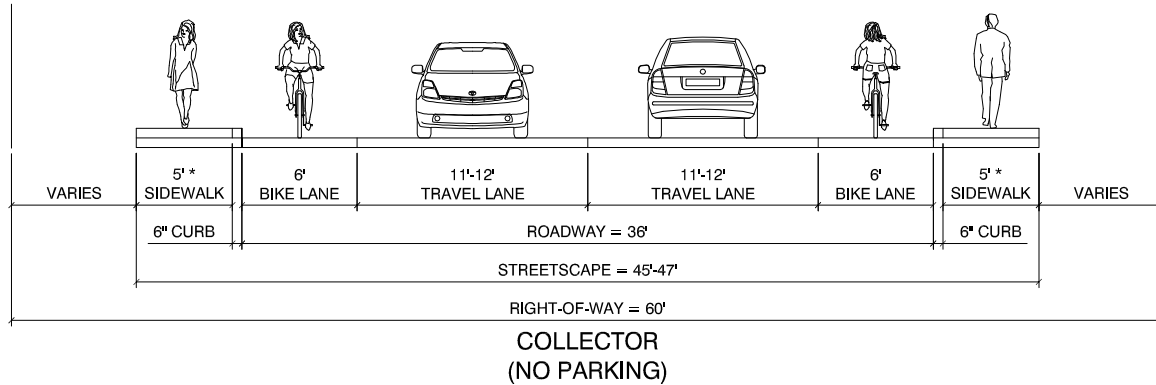 VARIES
5' *
SIDEWALK
6'
BIKE LANE
11'-12'
TRAVEL LANE
11'-12'
TRAVEL LANE
6'
BIKE LANE
5' *
SIDEWALK
VARIES
6" CURB
ROADWAY = 36'
6" CURB
STREETSCAPE = 45'-47'
RIGHT-OF-WAY = 60'
COLLECTOR
(NO PARKING)